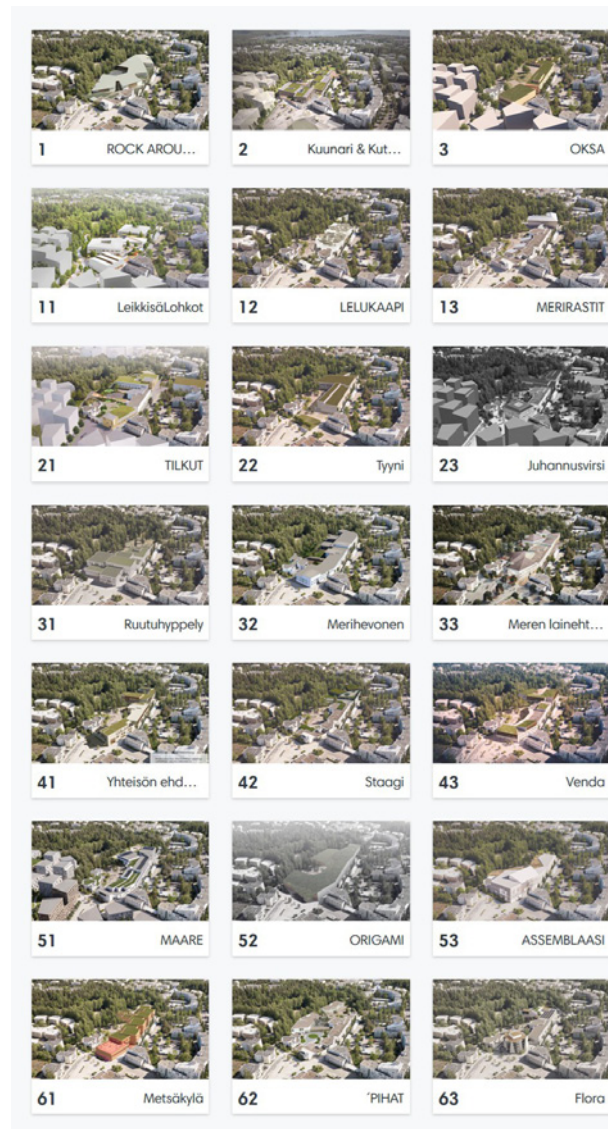 1 ROCK AROU...
2 Kuunari & Kut...
3 OKSA
11 LeikkisäLohkot
12 LELUKAAPI
13 MERIRASTIT
21 TILKUT
22 Tyyni
23 Juhannusvirsi
31 Ruutuhyppely
32 Merihevonen
33 Meren laineht...
41 Yhteisön ehd...
42 Staagi
43 Venda
51 MAARE
52 ORIGAMI
53 ASSEMBLAASI
61 Metsäkylä
62 ´PIHAT
63 Flora